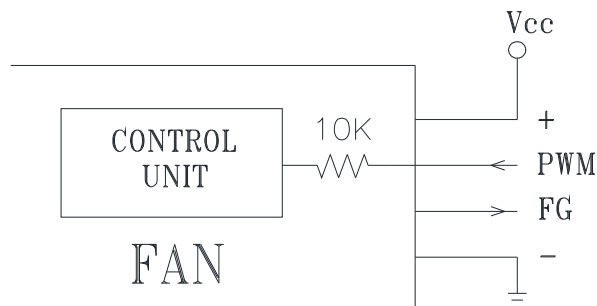 Vcc
+
10K
CONTROL
UNIT
PWM
FG
FAN
-